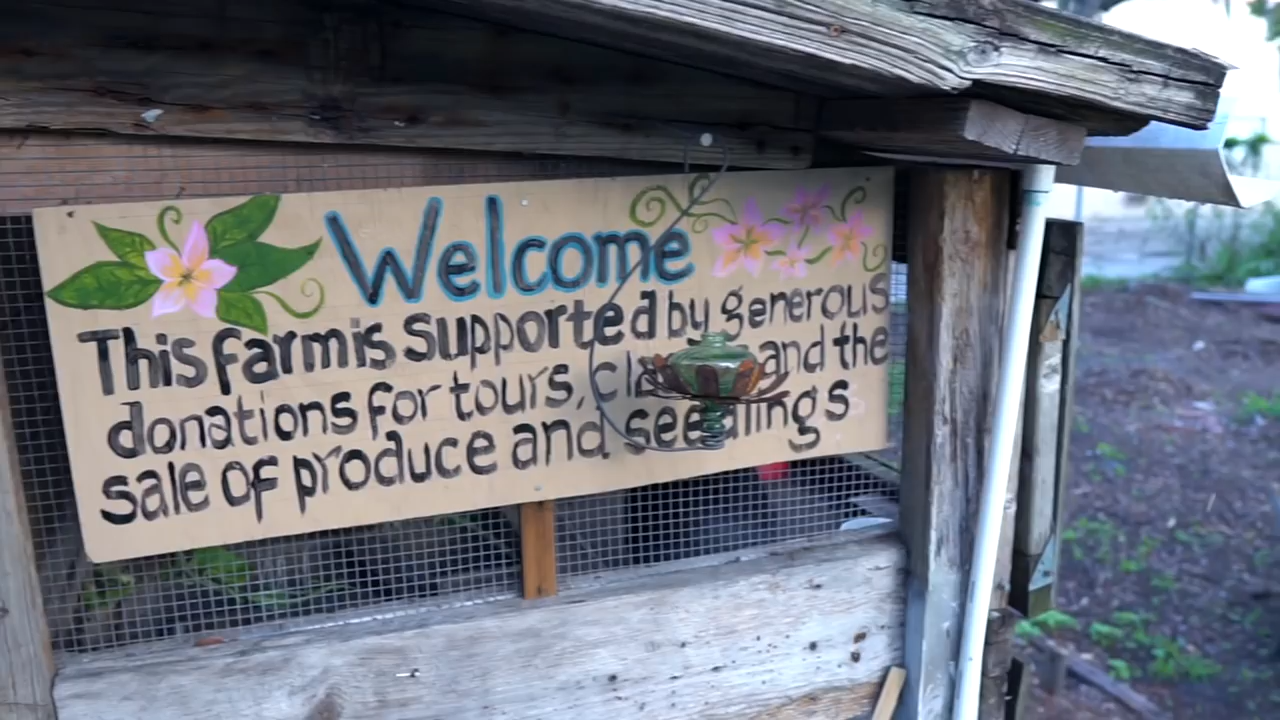 Welcome
This farm is supported by generous
donations for tours, and the
sale of produce and seedlings